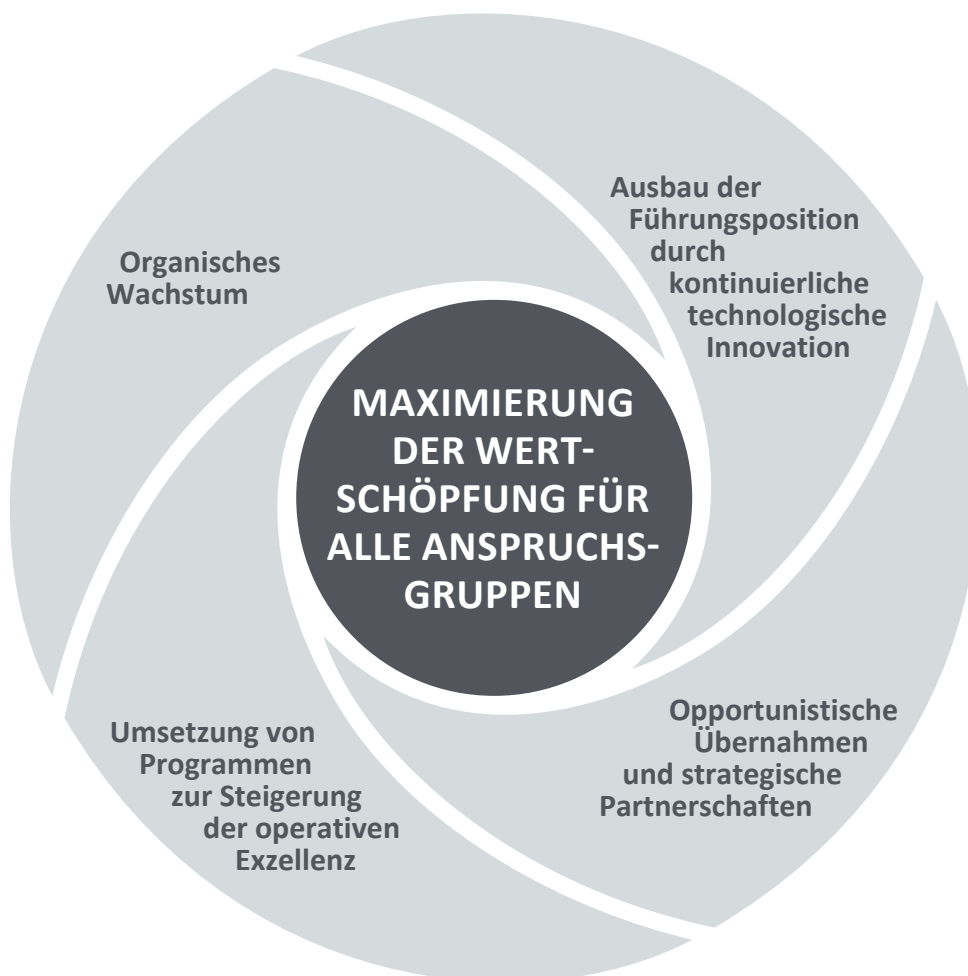 Organisches
Wachstum
Ausbau der
Führungsposition
durch
kontinuierliche
technologische
Innovation
MAXIMIERUNG
DER WERT-
SCHÖPFUNG FÜR
ALLE ANSPRUCHS-
GRUPPEN
Umsetzung von
Programmen
zur Steigerung
der operativen
Exzellenz
Opportunistische
Übernahmen
und strategische
Partnerschaften